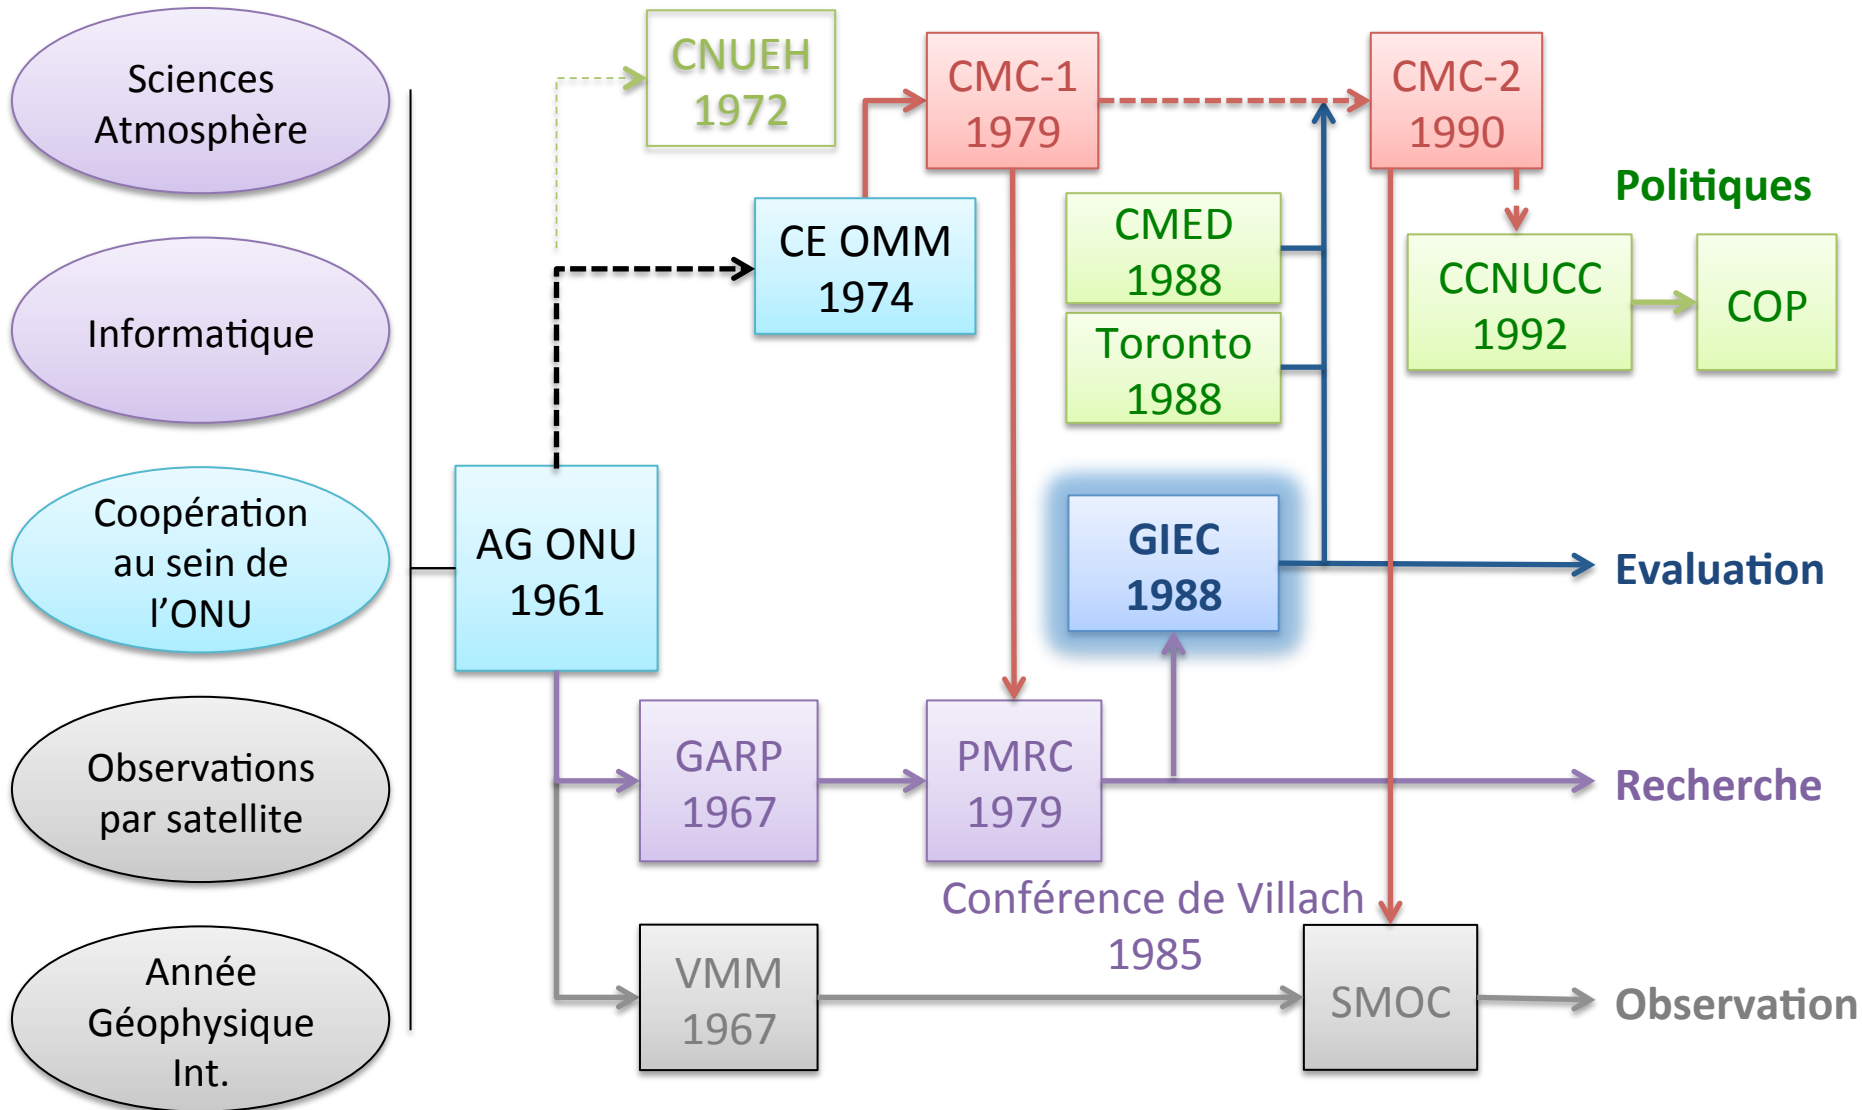 Sciences
Atmosphère
Informatique
Coopération
au sein de
l'ONU
Observations
par satellite
Année
Géophysique
Int.
AG ONU
1961
CNUEH
1972
CE OMM
1974
CMC-1
1979
CMC-2
1990
Politiques
CMED
1988
Toronto
1988
CCNUCC
1992
COP
GIEC
1988
Evaluation
GARP
1967
PMRC
1979
Recherche
Conférence de Villach
1985
VMM
1967
SMOC
Observation